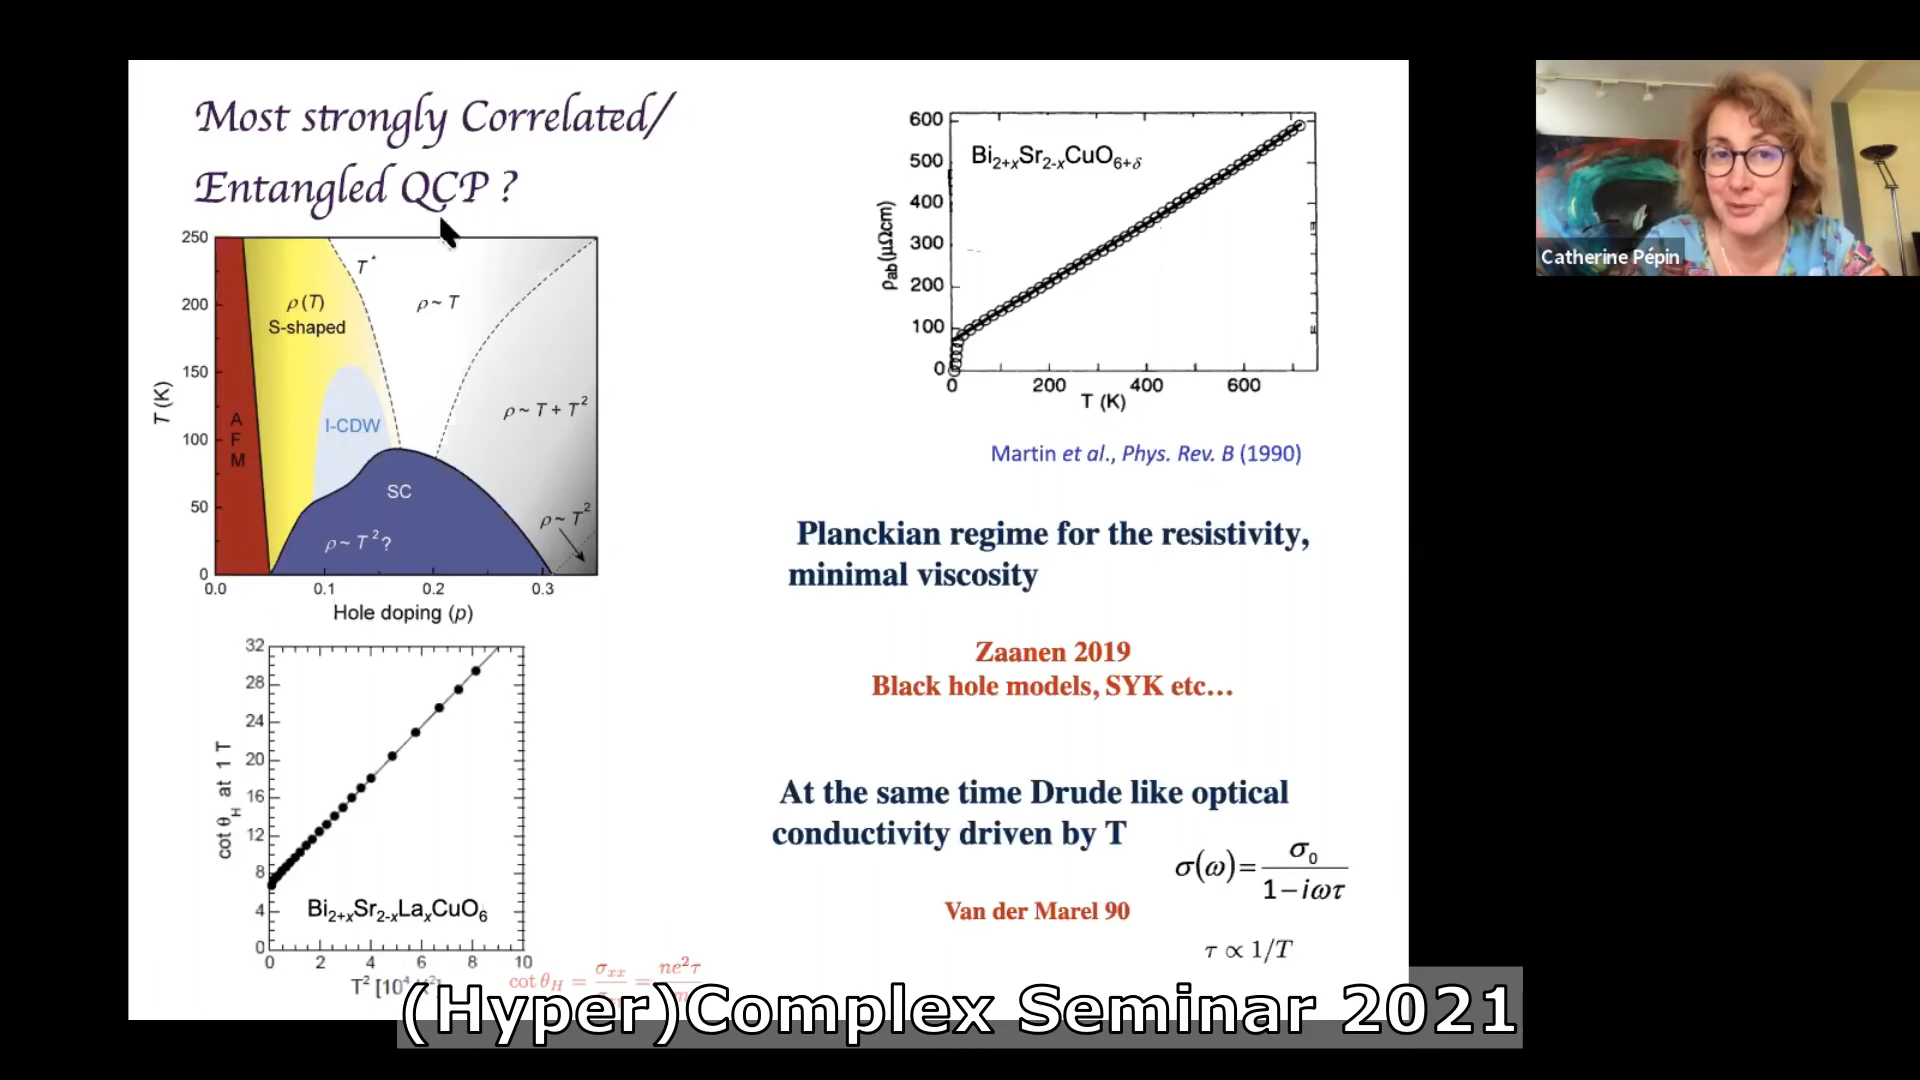 Most strongly Correlated/
Entangled QCP ?
250
200
150
100
50
0
T (K)
0.0
0.1
0.2
0.3
Hole doping (p)
A
F
M
ρ(T)
S-shaped
T*
ρ ~ T
I-CDW
ρ ~ T + T²
SC
ρ ~ T²
ρ ~ T²?
600
500
400
300
200
100
0
ρab(μΩcm)
Bi2+xSr2-xCuO6+δ
0
200
400
600
T (K)
Martin et al., Phys. Rev. B (1990)
Planckian regime for the resistivity,
minimal viscosity
Zaanen 2019
Black hole models, SYK etc...
At the same time Drude like optical
conductivity driven by T
σ(ω)=σ0/(1−iωτ)
Van der Marel 90
τ ∝ 1/T
32
28
24
20
16
12
8
4
0
cot θH at 1 T
Bi2+xSr2-xLaxCuO6
0
2
4
6
8
10
T² [10⁴
cot θH = σxx = ne²τ
Catherine Pépin
(Hyper)Complex Seminar 2021